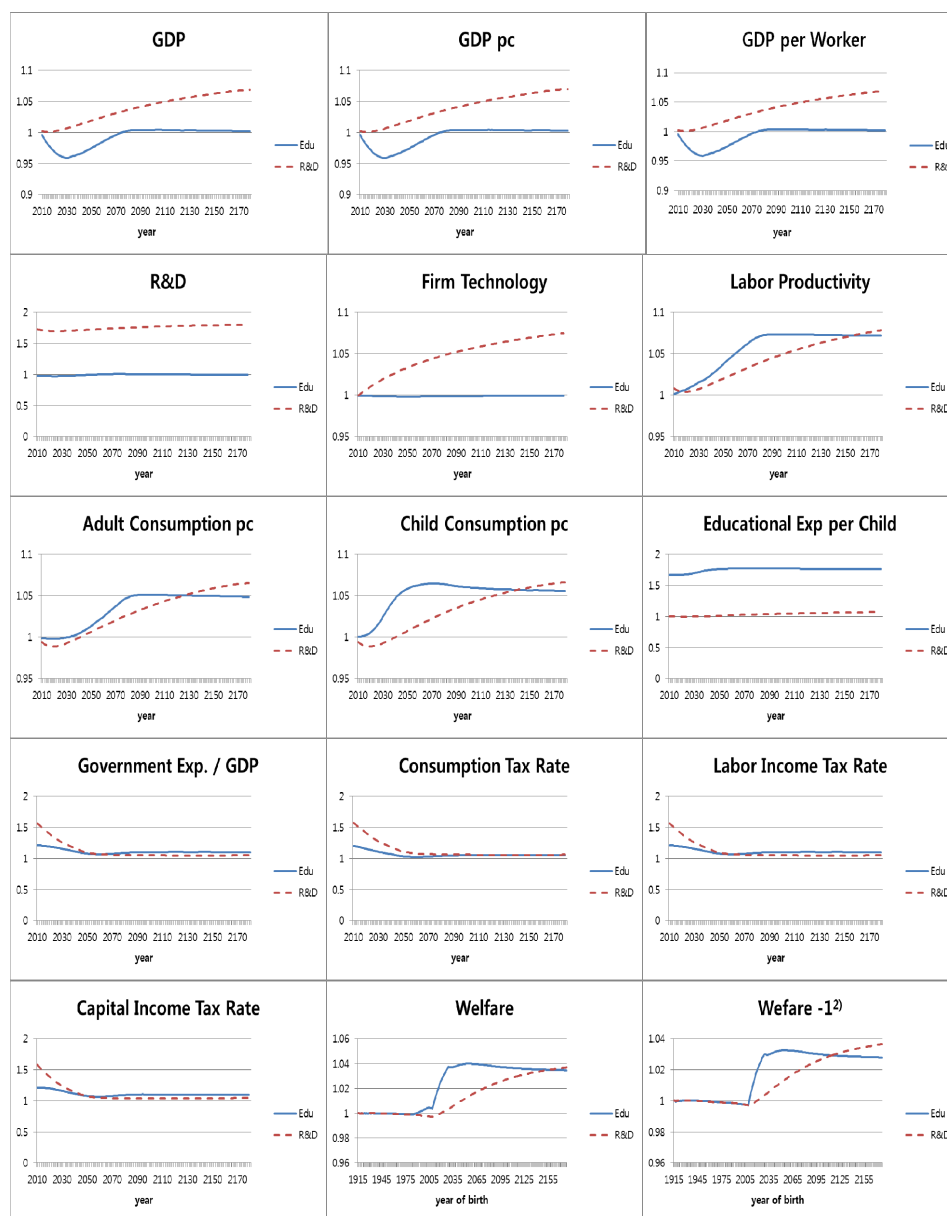 GDP
1.1
1.05
1
0.95
0.9
2010 2030 2050 2070 2090 2110 2130 2150 2170
year
Edu
R&D
GDP pc
1.1
1.05
1
0.95
0.9
2010 2030 2050 2070 2090 2110 2130 2150 2170
year
Edu
R&D
GDP per Worker
1.1
1.05
1
0.95
0.9
2010 2030 2050 2070 2090 2110 2130 2150 2170
year
Edu
R&
R&D
2
1.5
1
0.5
0
2010 2030 2050 2070 2090 2110 2130 2150 2170
year
Edu
R&D
Firm Technology
1.1
1.05
1
0.95
2010 2030 2050 2070 2090 2110 2130 2150 2170
year
Edu
R&D
Labor Productivity
1.1
1.05
1
0.95
2010 2030 2050 2070 2090 2110 2130 2150 2170
year
Edu
R&D
Adult Consumption pc
1.1
1.05
1
0.95
2010 2030 2050 2070 2090 2110 2130 2150 2170
year
Edu
R&D
Child Consumption pc
1.1
1.05
1
0.95
2010 2030 2050 2070 2090 2110 2130 2150 2170
year
Edu
R&D
Educational Exp per Child
2
1.5
1
0.5
0
2010 2030 2050 2070 2090 2110 2130 2150 2170
year
Edu
R&D
Government Exp. / GDP
2
1.5
1
0.5
0
2010 2030 2050 2070 2090 2110 2130 2150 2170
year
Edu
R&D
Consumption Tax Rate
2
1.5
1
0.5
0
2010 2030 2050 2070 2090 2110 2130 2150 2170
year
Edu
R&D
Labor Income Tax Rate
2
1.5
1
0.5
0
2010 2030 2050 2070 2090 2110 2130 2150 2170
year
Edu
R&D
Capital Income Tax Rate
2
1.5
1
0.5
0
2010 2030 2050 2070 2090 2110 2130 2150 2170
year
Edu
R&D
Welfare
1.06
1.04
1.02
1
0.98
0.96
1915 1945 1975 2005 2035 2065 2095 2125 2155
year of birth
Edu
R&D
Wefare -1²⁾
1.04
1.02
1
0.98
0.96
1915 1945 1975 2005 2035 2065 2095 2125 2155
year of birth
Edu
R&D